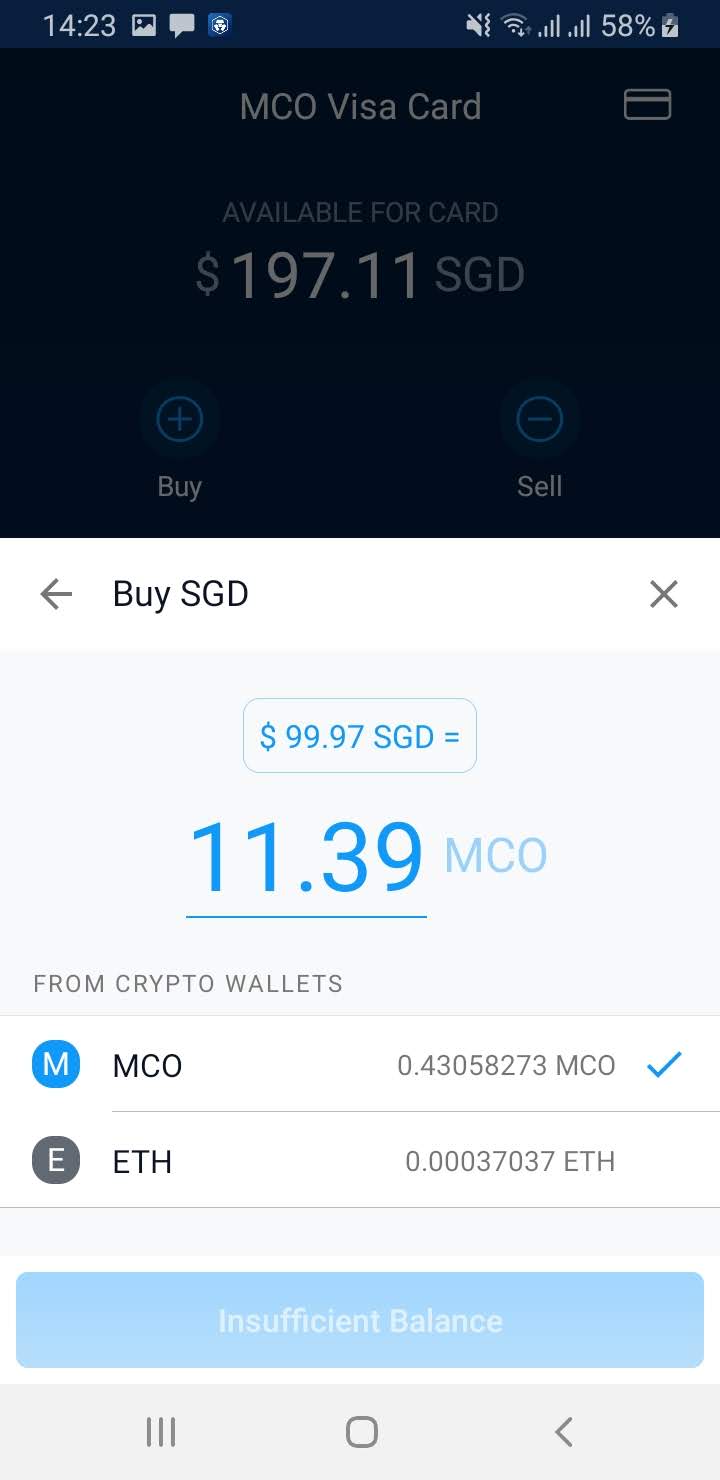 14:23 58%
MCO Visa Card
AVAILABLE FOR CARD
$ 197.11 SGD
Buy Sell
Buy SGD
$ 99.97 SGD =
11.39 MCO
FROM CRYPTO WALLETS
M MCO 0.43058273 MCO
E ETH 0.00037037 ETH
Insufficient Balance